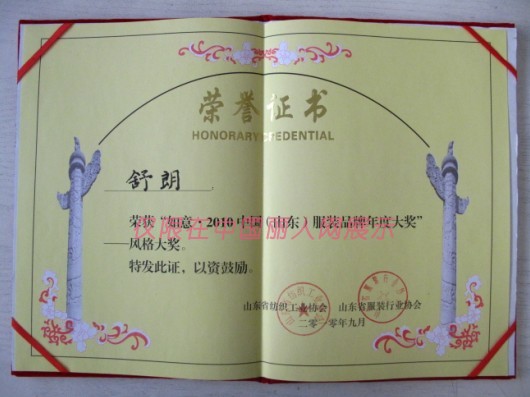 荣誉证书
HONORARY CREDENTIAL
舒朗
荣获“如意·2010中国（山东）服装品牌年度大奖”
仅限在中国丽人网展示
——风格大奖。
特发此证，以资鼓励。
山东省纺织工业协会 山东省服装行业协会
二零一零年九月